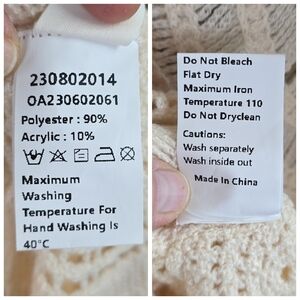 230802014
OA230602061
Polyester : 90%
Acrylic : 10%
Maximum
Washing
Temperature For
Hand Washing Is
40°C
Do Not Bleach
Flat Dry
Maximum Iron
Temperature 110
Do Not Dryclean
Cautions:
Wash separately
Wash inside out
Made In China